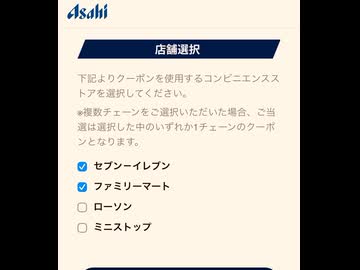 Asahi
店舗選択
下記よりクーポンを使用するコンビニエンスス
トアを選択してください。
※複数チェーンをご選択いただいた場合、ご当
選は選択した中のいずれか1チェーンのクーポ
ンとなります。
セブン－イレブン
ファミリーマート
ローソン
ミニストップ